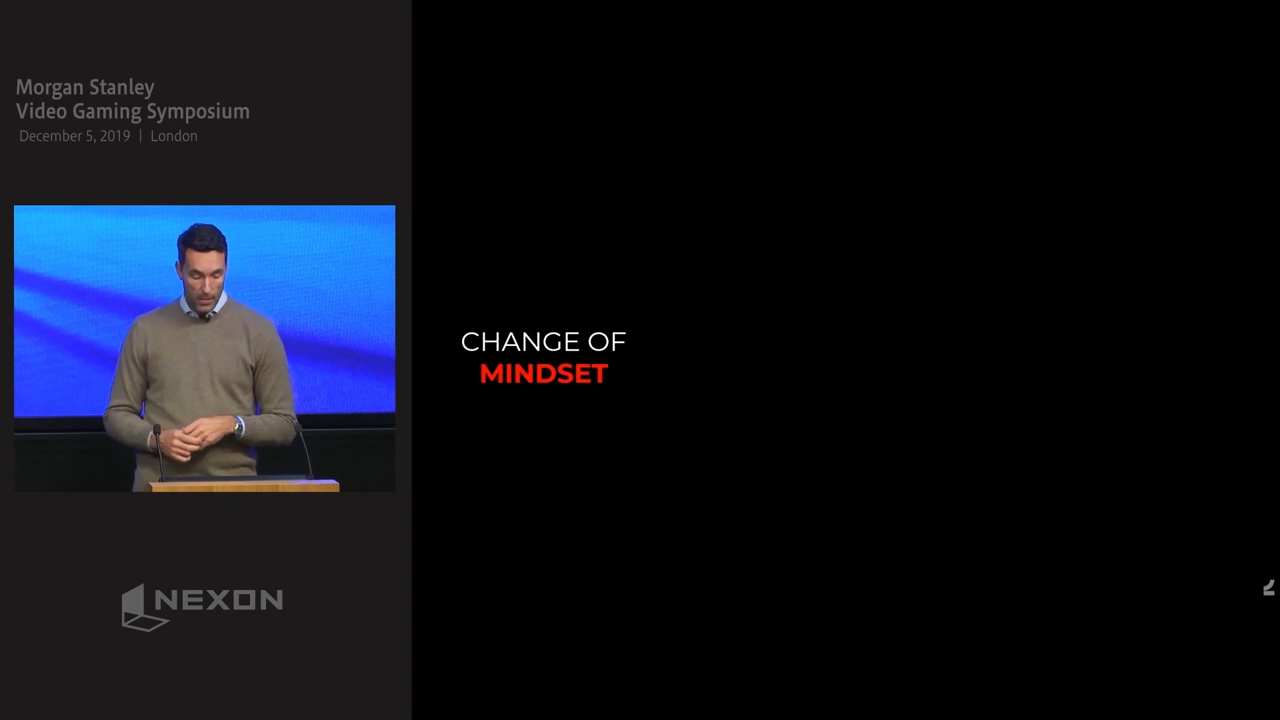 Morgan Stanley
Video Gaming Symposium
December 5, 2019 | London
CHANGE OF
MINDSET
NEXON